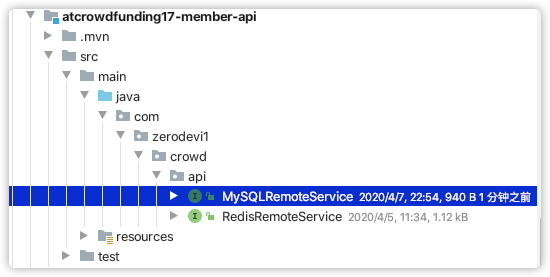 atcrowdfunding17-member-api
.mvn
src
main
java
com
zerodevi1
crowd
api
MySQLRemoteService 2020/4/7, 22:54, 940 B 1 分钟之前
RedisRemoteService 2020/4/5, 11:34, 1.12 kB
resources
test